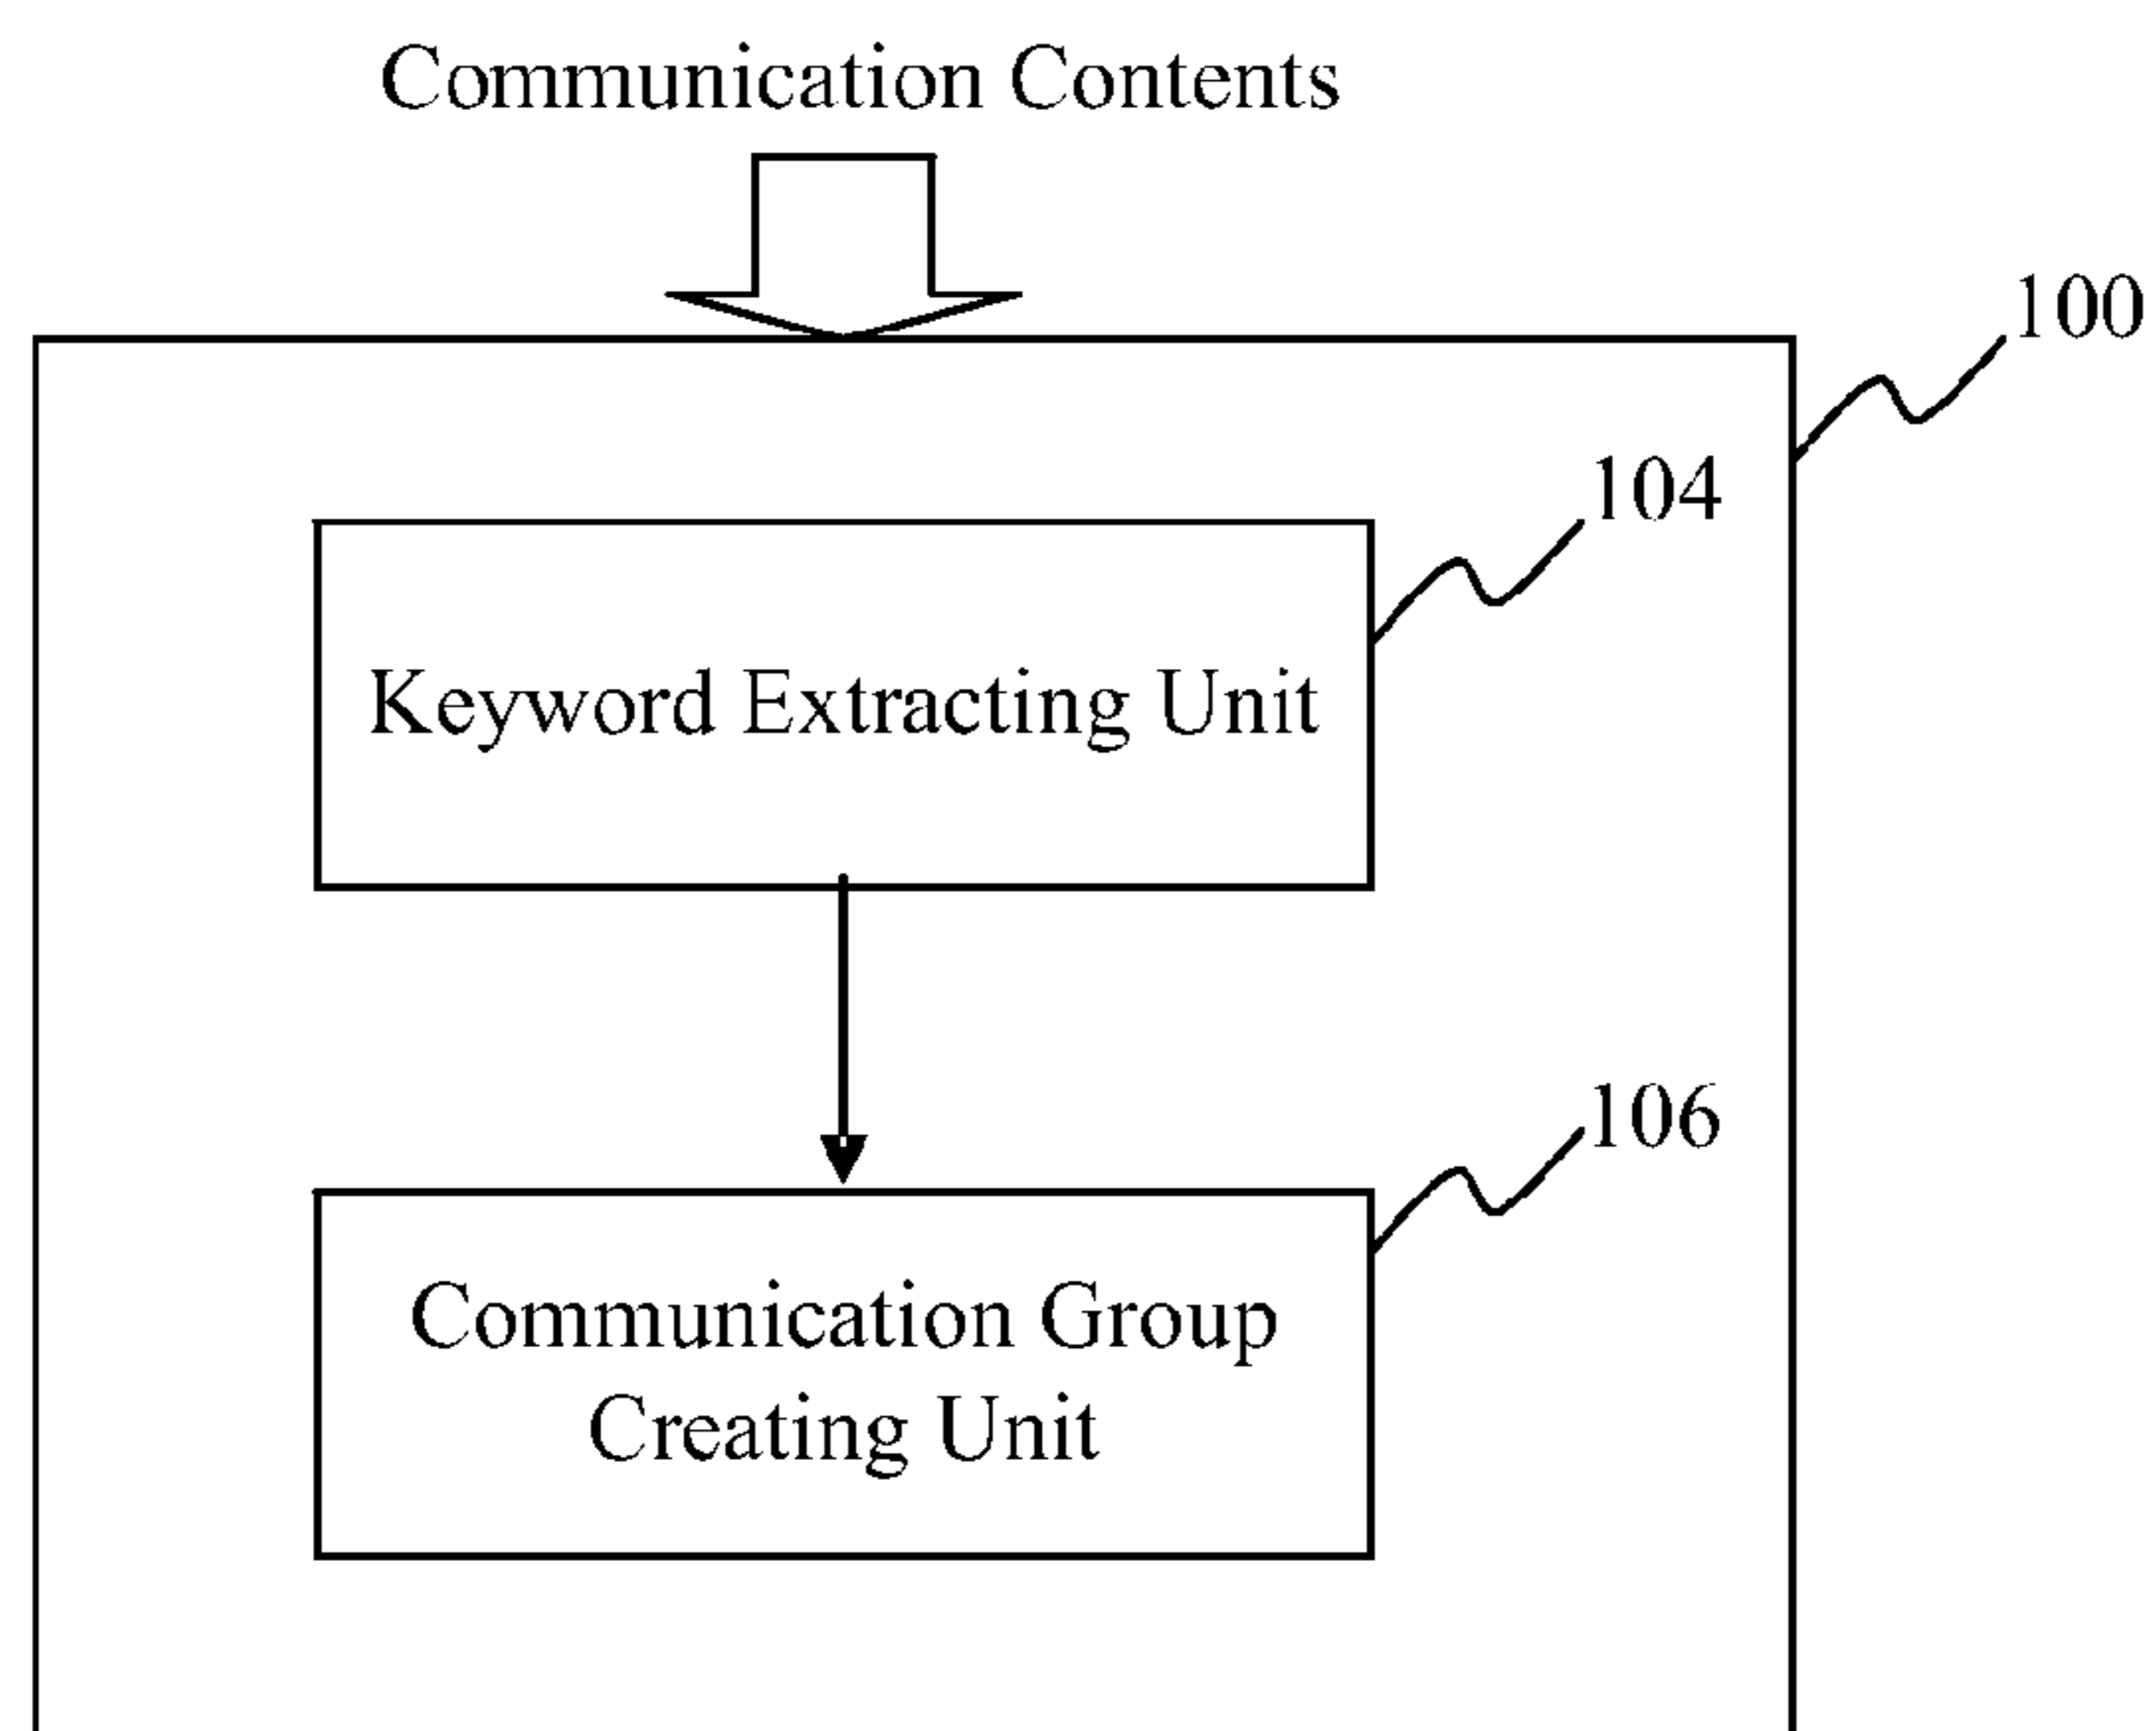 Communication Contents
100
104
Keyword Extracting Unit
106
Communication Group
Creating Unit